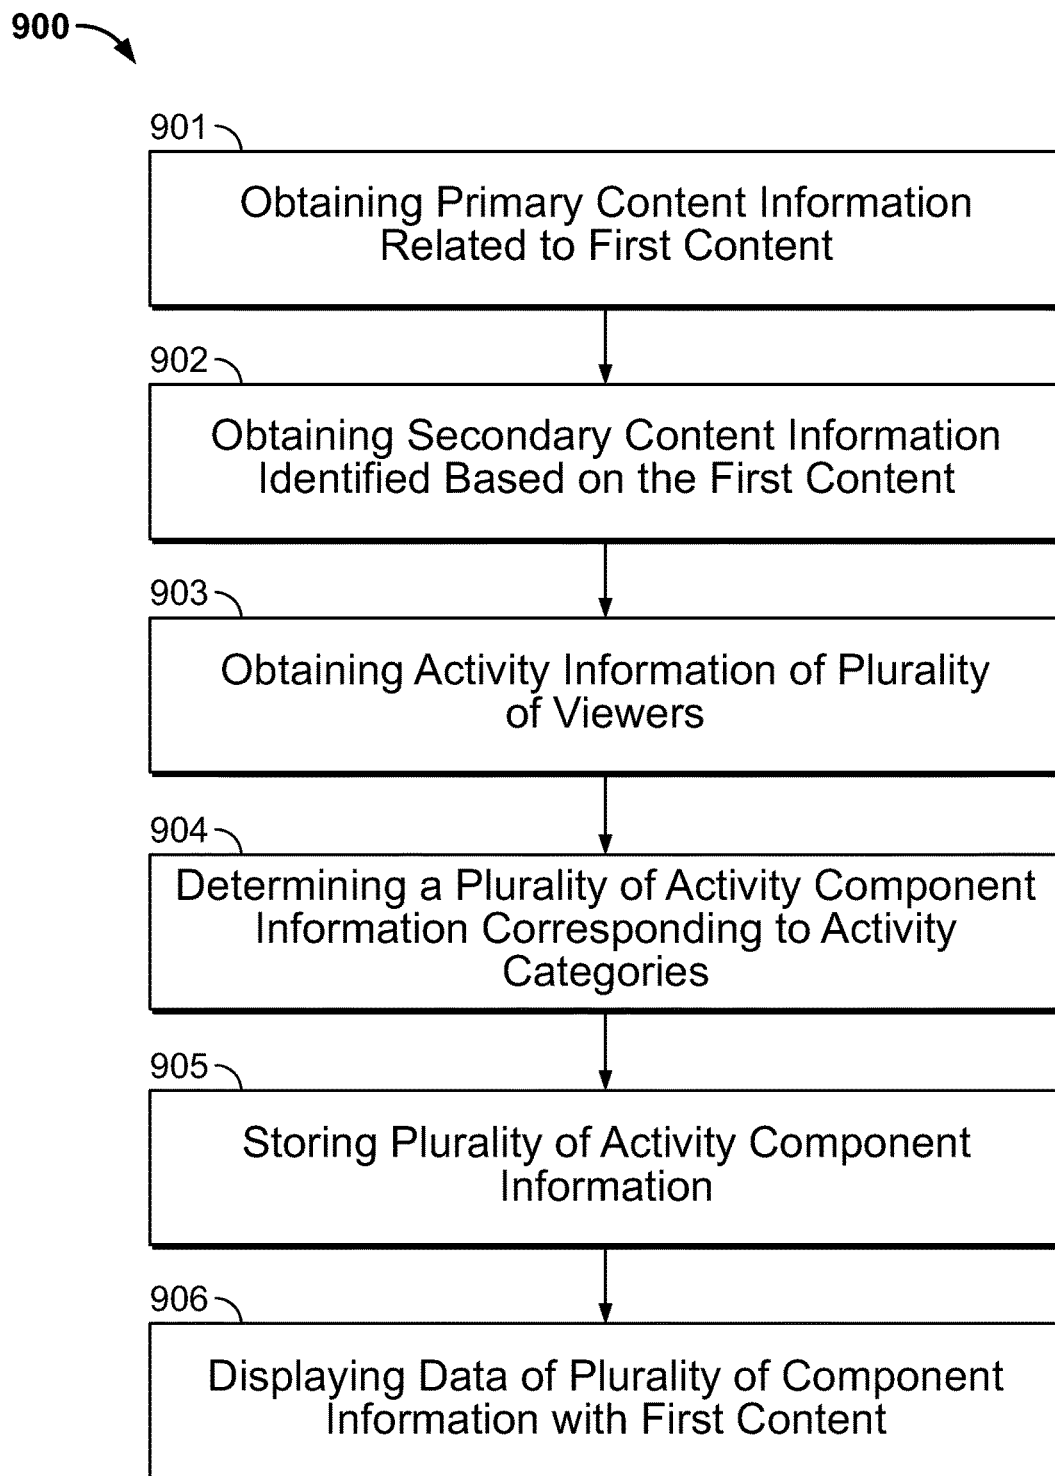 900
901
Obtaining Primary Content Information
Related to First Content
902
Obtaining Secondary Content Information
Identified Based on the First Content
903
Obtaining Activity Information of Plurality
of Viewers
904
Determining a Plurality of Activity Component
Information Corresponding to Activity
Categories
905
Storing Plurality of Activity Component
Information
906
Displaying Data of Plurality of Component
Information with First Content